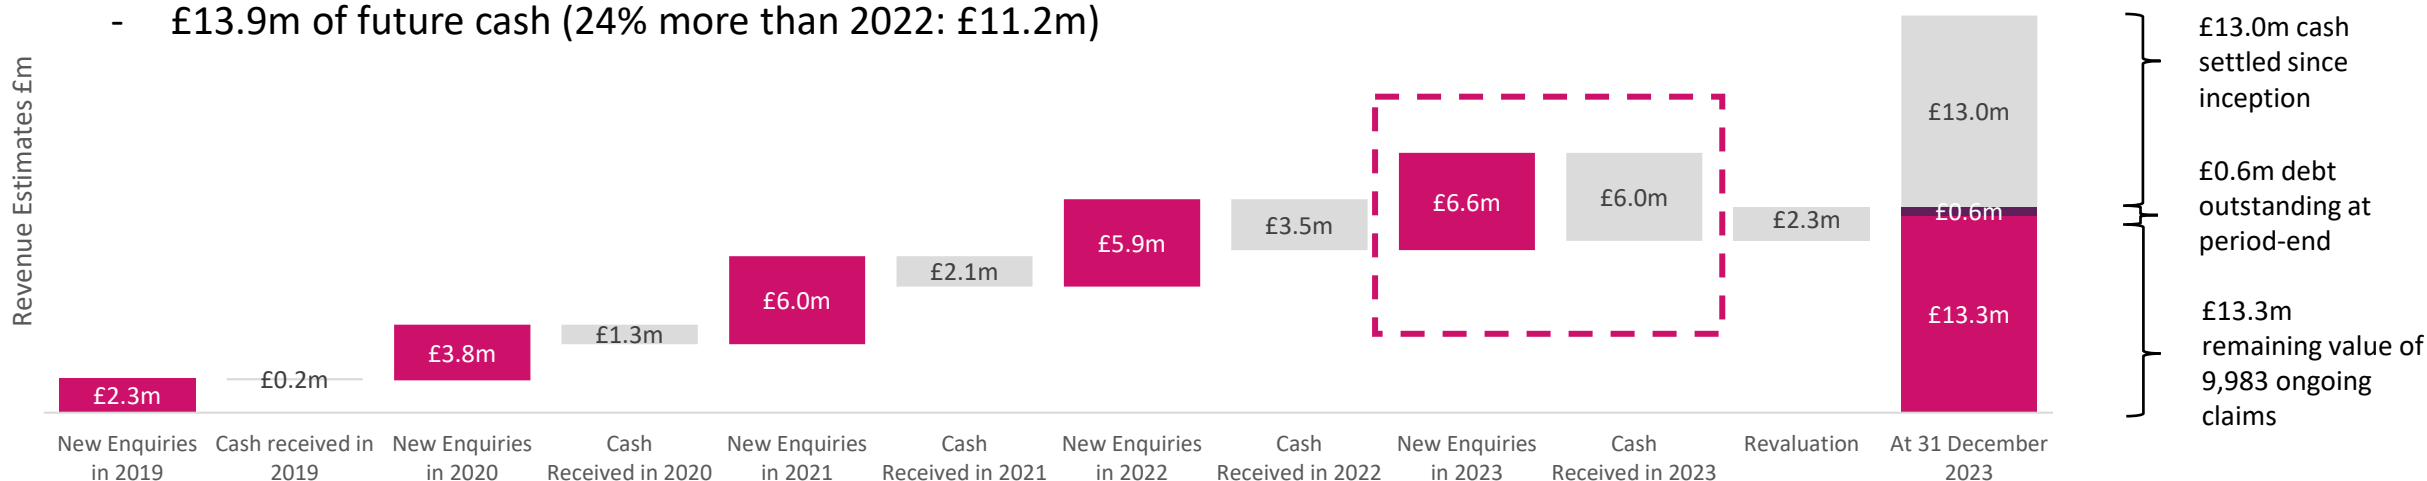 - £13.9m of future cash (24% more than 2022: £11.2m)
Revenue Estimates £m
£2.3m
£0.2m
£3.8m
£1.3m
£6.0m
£2.1m
£5.9m
£3.5m
£6.6m
£6.0m
£2.3m
£13.0m
£0.6m
£13.3m
New Enquiries
in 2019
Cash received in
2019
New Enquiries
in 2020
Cash
Received in 2020
New Enquiries
in 2021
Cash
Received in 2021
New Enquiries
in 2022
Cash
Received in 2022
New Enquiries
in 2023
Cash
Received in 2023
Revaluation
At 31 December
2023
£13.0m cash
settled since
inception
£0.6m debt
outstanding at
period-end
£13.3m
remaining value of
9,983 ongoing
claims